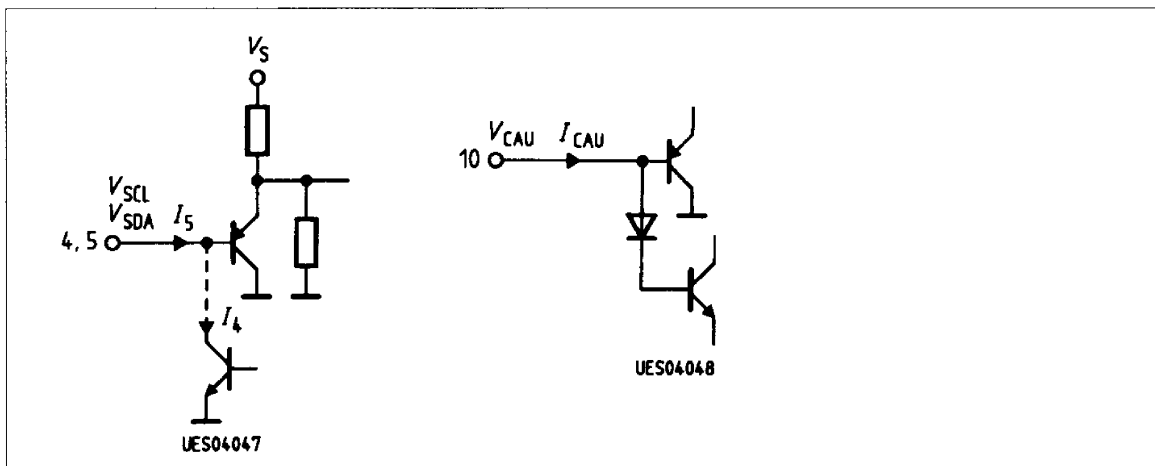 V_S
V_SCL
V_SDA I_5
4, 5
I_4
UES04047
V_CAU I_CAU
10
UES04048